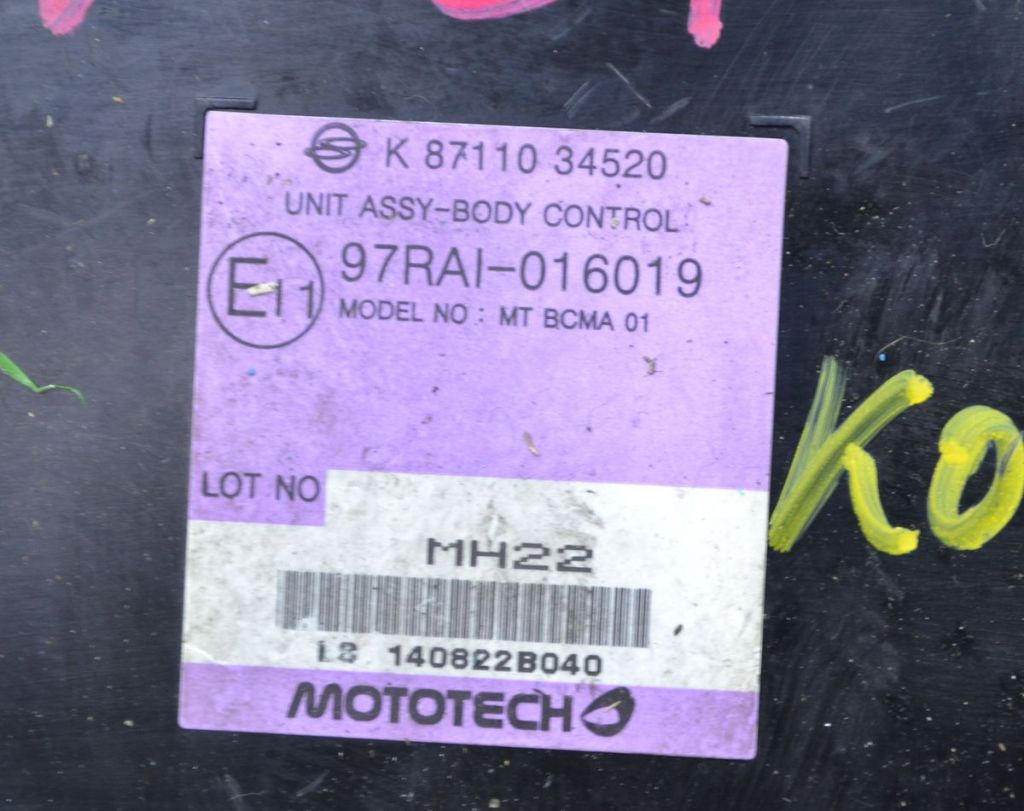 K 87110 34520
UNIT ASSY-BODY CONTROL
E11
97RAI-016019
MODEL NO : MT BCMA 01
LOT NO
MH22
140822B040
MOTOTECH
KO